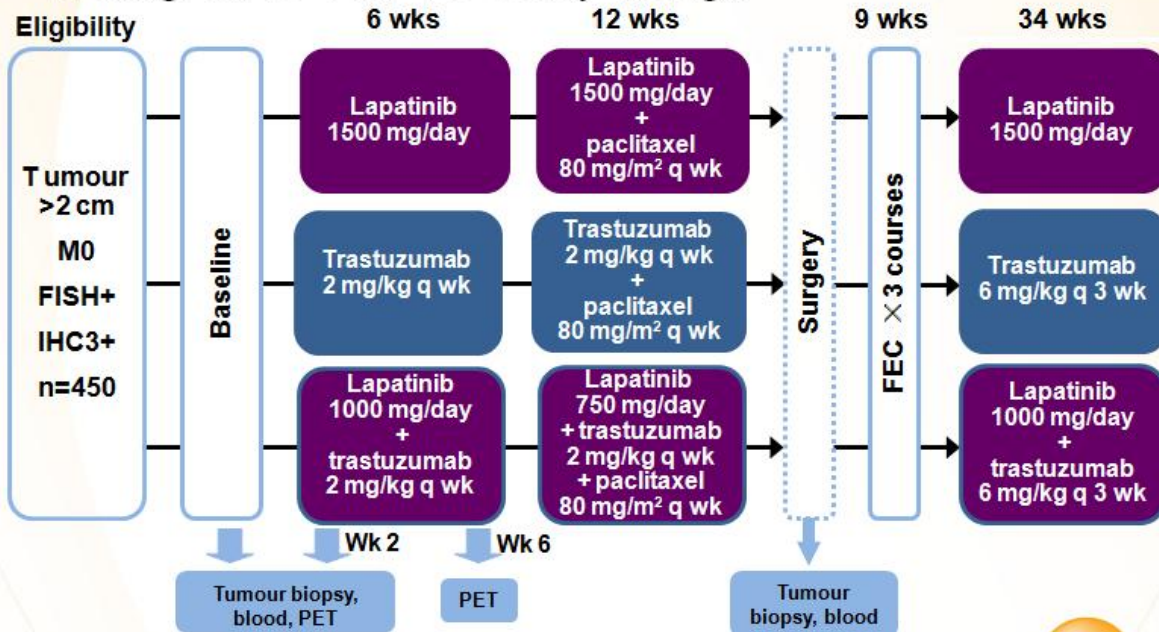 Eligibility
6 wks
12 wks
9 wks
34 wks
Tumour
>2 cm
M0
FISH+
IHC3+
n=450
Baseline
Lapatinib
1500 mg/day
Lapatinib
1500 mg/day
+
paclitaxel
80 mg/m² q wk
Surgery
FEC × 3 courses
Lapatinib
1500 mg/day
Trastuzumab
2 mg/kg q wk
Trastuzumab
2 mg/kg q wk
+
paclitaxel
80 mg/m² q wk
Trastuzumab
6 mg/kg q 3 wk
Lapatinib
1000 mg/day
+
trastuzumab
2 mg/kg q wk
Lapatinib
750 mg/day
+ trastuzumab
2 mg/kg q wk
+ paclitaxel
80 mg/m² q wk
Lapatinib
1000 mg/day
+
trastuzumab
6 mg/kg q 3 wk
Wk 2
Wk 6
Tumour biopsy,
blood, PET
PET
Tumour
biopsy, blood